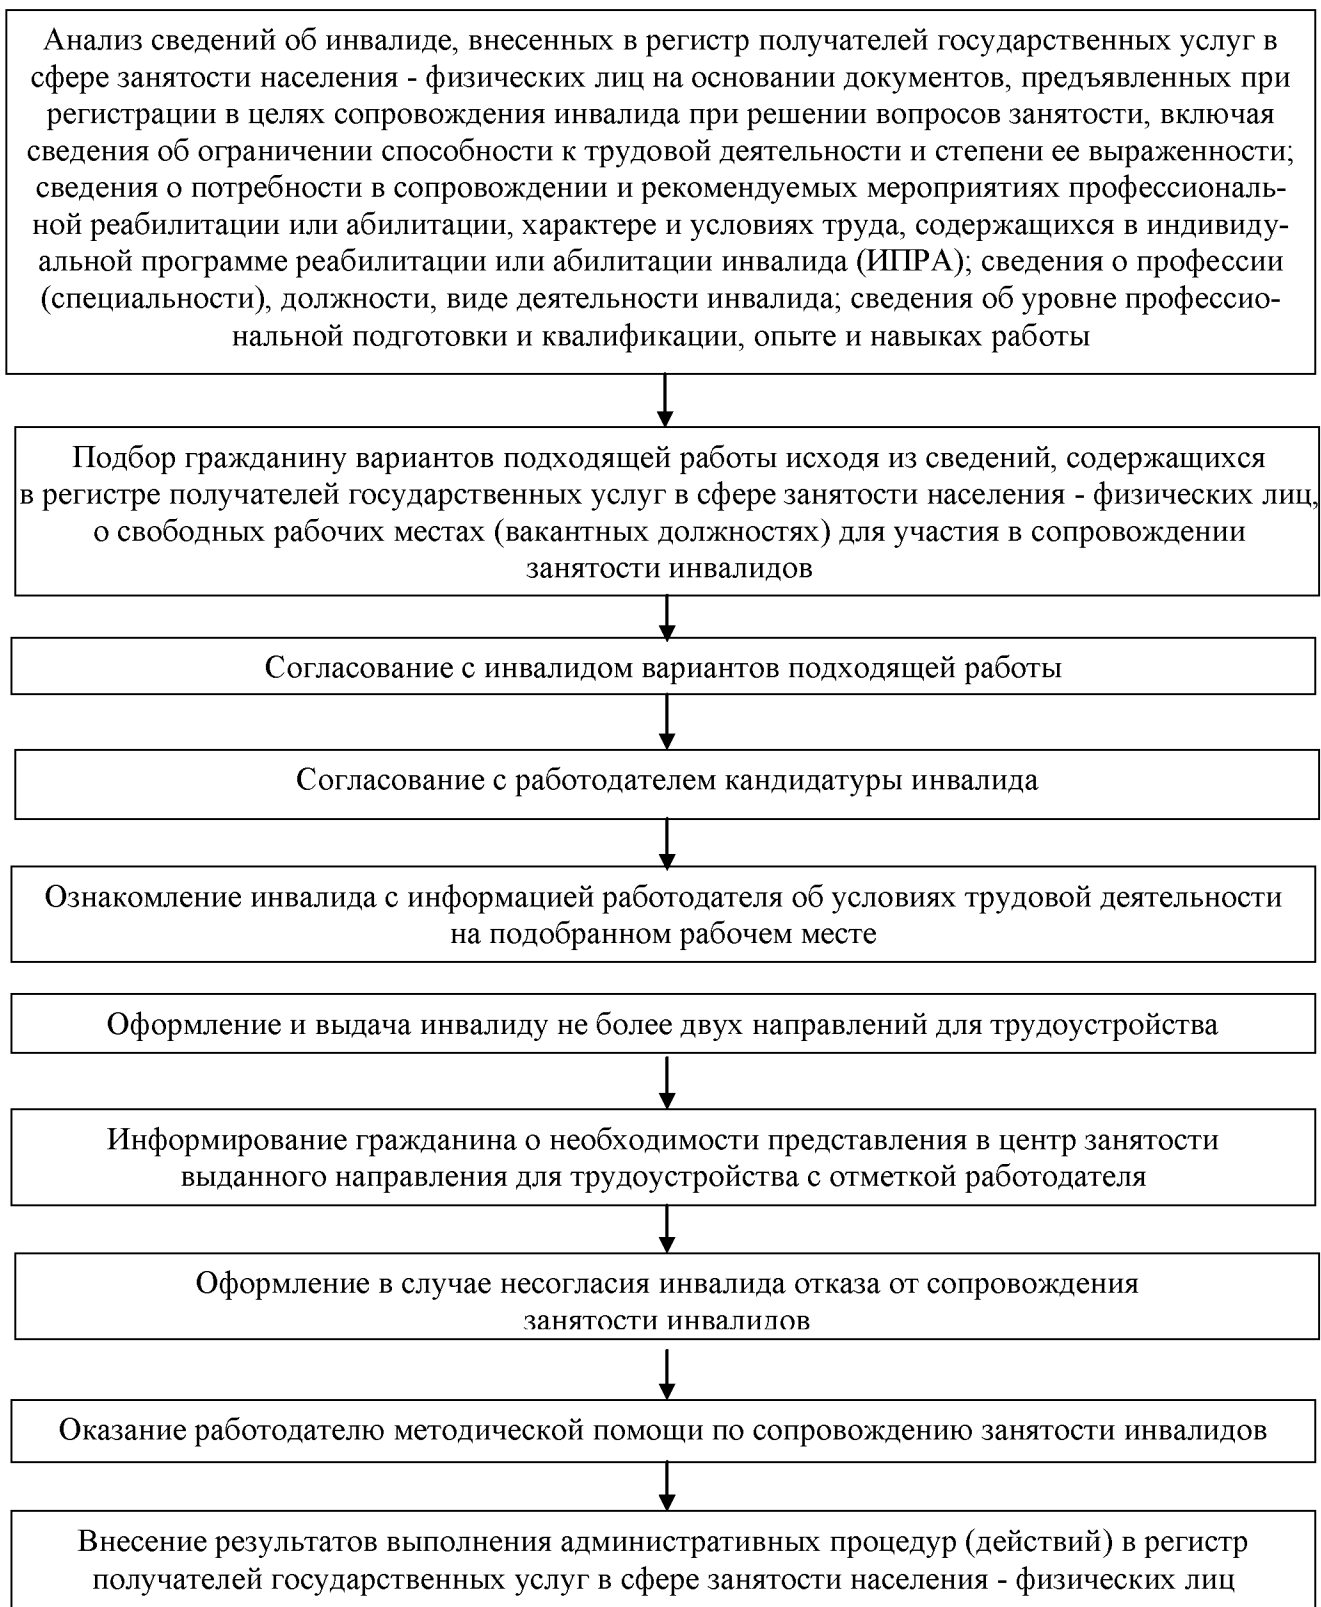 Анализ сведений об инвалиде, внесенных в регистр получателей государственных услуг в
сфере занятости населения - физических лиц на основании документов, предъявленных при
регистрации в целях сопровождения инвалида при решении вопросов занятости, включая
сведения об ограничении способности к трудовой деятельности и степени ее выраженности;
сведения о потребности в сопровождении и рекомендуемых мероприятиях профессиональ-
ной реабилитации или абилитации, характере и условиях труда, содержащихся в индивиду-
альной программе реабилитации или абилитации инвалида (ИПРА); сведения о профессии
(специальности), должности, виде деятельности инвалида; сведения об уровне профессио-
нальной подготовки и квалификации, опыте и навыках работы
Подбор гражданину вариантов подходящей работы исходя из сведений, содержащихся
в регистре получателей государственных услуг в сфере занятости населения - физических лиц,
о свободных рабочих местах (вакантных должностях) для участия в сопровождении
занятости инвалидов
Согласование с инвалидом вариантов подходящей работы
Согласование с работодателем кандидатуры инвалида
Ознакомление инвалида с информацией работодателя об условиях трудовой деятельности
на подобранном рабочем месте
Оформление и выдача инвалиду не более двух направлений для трудоустройства
Информирование гражданина о необходимости представления в центр занятости
выданного направления для трудоустройства с отметкой работодателя
Оформление в случае несогласия инвалида отказа от сопровождения
занятости инвалидов
Оказание работодателю методической помощи по сопровождению занятости инвалидов
Внесение результатов выполнения административных процедур (действий) в регистр
получателей государственных услуг в сфере занятости населения - физических лиц